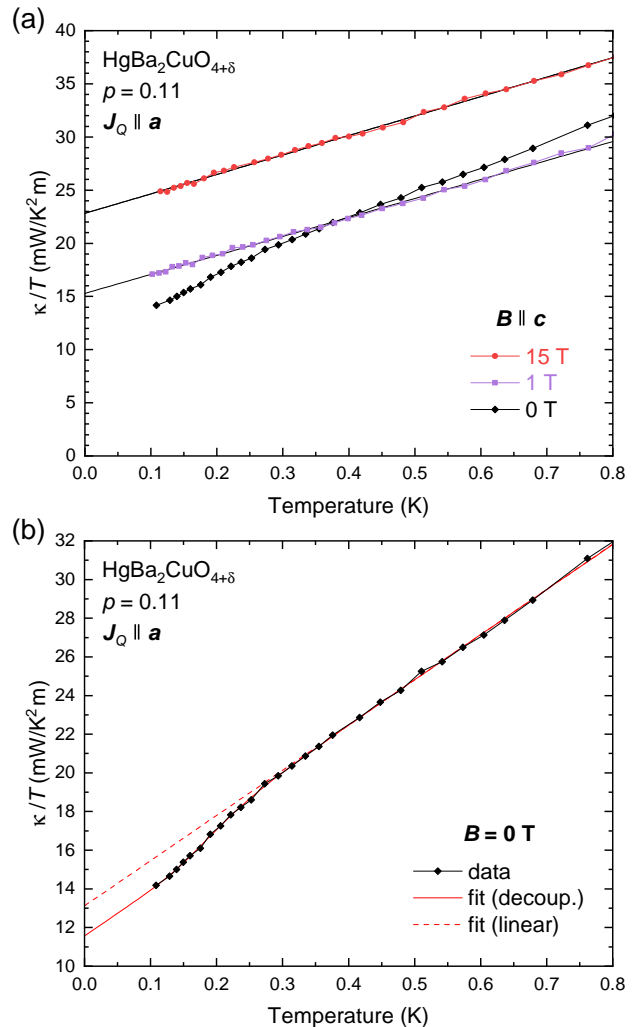 (a)
HgBa₂CuO₄₊δ
p = 0.11
J_Q ∥ a
κ/T (mW/K² m)
40
35
30
25
20
15
10
5
0
B ∥ c
15 T
1 T
0 T
0.0 0.1 0.2 0.3 0.4 0.5 0.6 0.7 0.8
Temperature (K)
(b)
HgBa₂CuO₄₊δ
p = 0.11
J_Q ∥ a
κ/T (mW/K² m)
32
30
28
26
24
22
20
18
16
14
12
10
B = 0 T
data
fit (decoup.)
fit (linear)
0.0 0.1 0.2 0.3 0.4 0.5 0.6 0.7 0.8
Temperature (K)